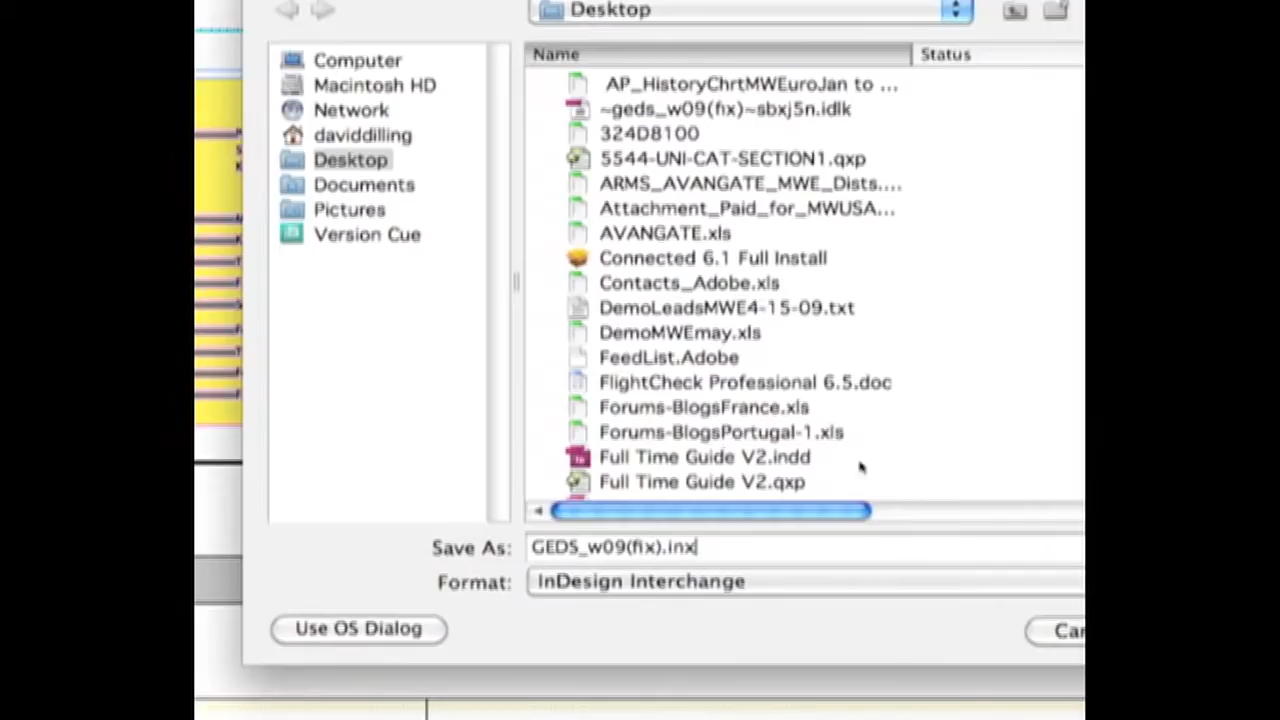 Desktop
Name
Status
Computer
Macintosh HD
Network
daviddilling
Desktop
Documents
Pictures
Version Cue
AP_HistoryChrtMWEuroJan to ...
~geds_w09(fix)~sbxj5n.idlk
324D8100
5544-UNI-CAT-SECTION1.qxp
ARMS_AVANGATE_MWE_Dists....
Attachment_Paid_for_MWUSA...
AVANGATE.xls
Connected 6.1 Full Install
Contacts_Adobe.xls
DemoLeadsMWE4-15-09.txt
DemoMWEmay.xls
FeedList.Adobe
FlightCheck Professional 6.5.doc
Forums-BlogsFrance.xls
Forums-BlogsPortugal-1.xls
Full Time Guide V2.indd
Full Time Guide V2.qxp
Save As: GEDS_w09(fix).inx
Format: InDesign Interchange
Use OS Dialog
Car